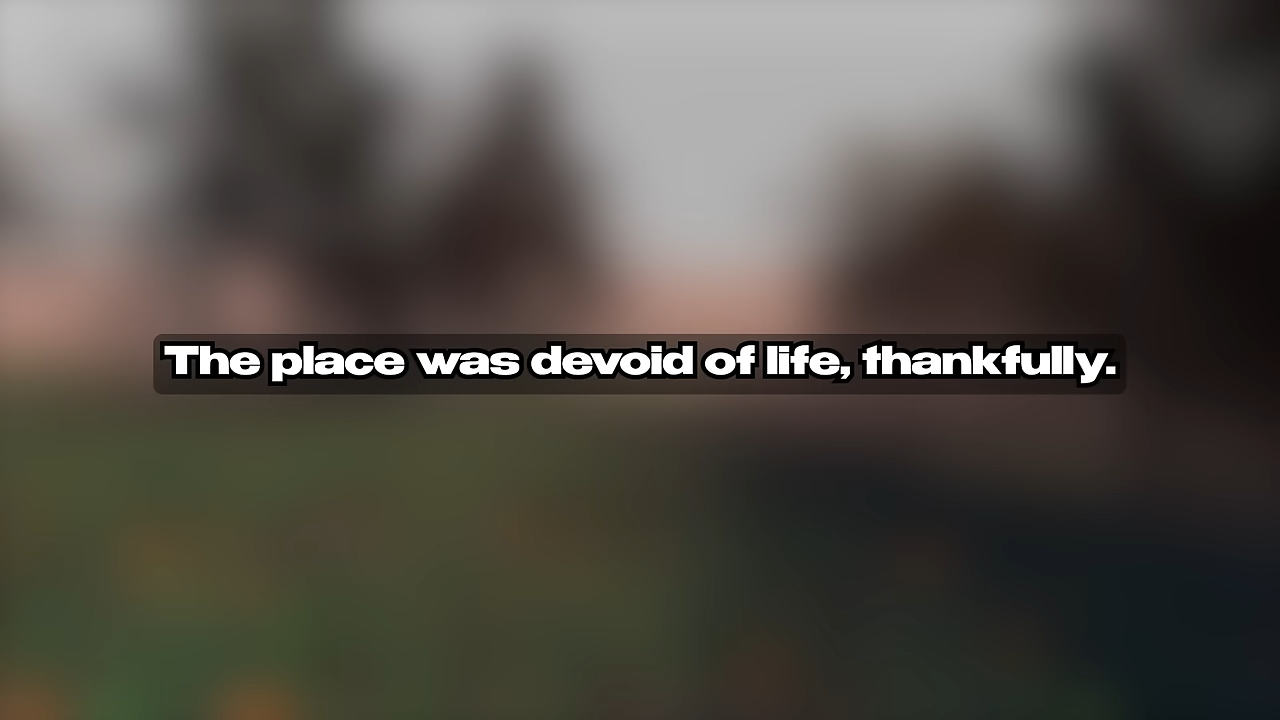 The place was devoid of life, thankfully.